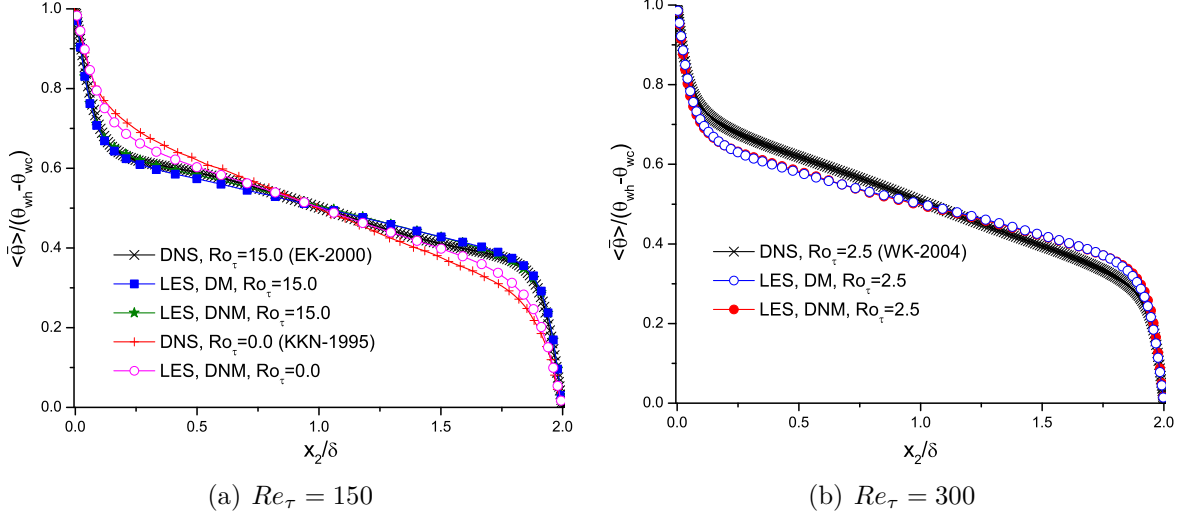 1.0
0.8
0.6
0.4
0.2
0.0
<θ̄>/(θwh-θwc)
DNS, Roτ=15.0 (EK-2000)
LES, DM, Roτ=15.0
LES, DNM, Roτ=15.0
DNS, Roτ=0.0 (KKN-1995)
LES, DNM, Roτ=0.0
0.0 0.5 1.0 1.5 2.0
x2/δ
(a) Reτ = 150
1.0
0.8
0.6
0.4
0.2
0.0
<θ̄>/(θwh-θwc)
DNS, Roτ=2.5 (WK-2004)
LES, DM, Roτ=2.5
LES, DNM, Roτ=2.5
0.0 0.5 1.0 1.5 2.0
x2/δ
(b) Reτ = 300